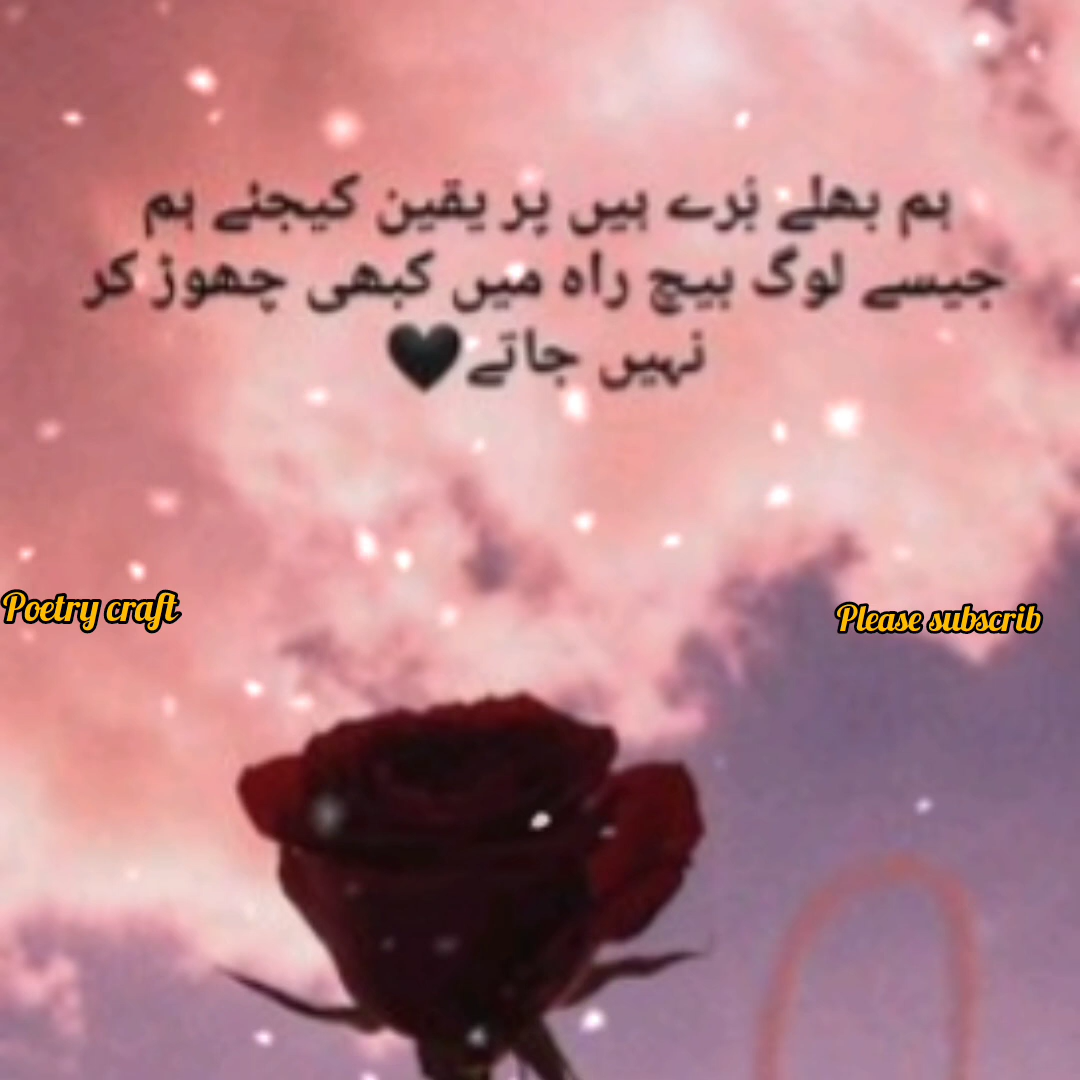 ہم بھلے بُرے ہیں پر یقین کیجئے ہم
جیسے لوگ بیچ راہ میں کبھی چھوڑ کر
نہیں جاتے🖤
Poetry craft
Please subscrib